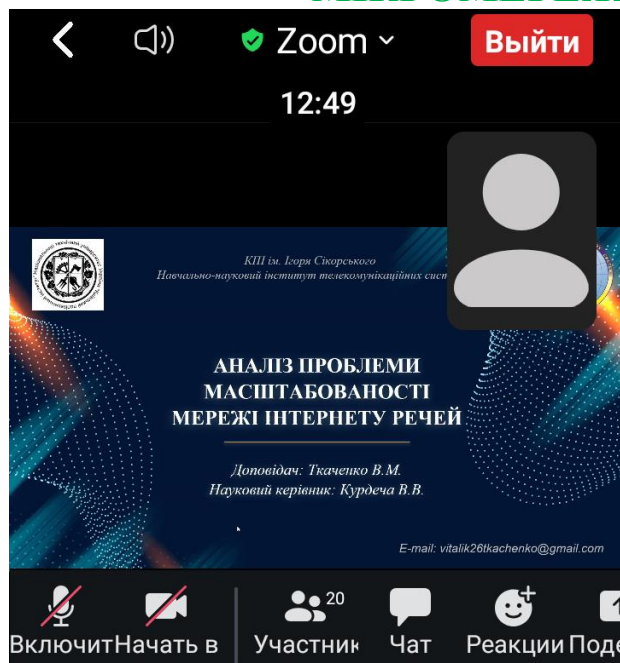 Zoom
Выйти
12:49
КПІ ім. Ігоря Сікорського
Навчально-науковий інститут телекомунікаційних сист
АНАЛІЗ ПРОБЛЕМИ
МАСШТАБОВАНОСТІ
МЕРЕЖІ ІНТЕРНЕТУ РЕЧЕЙ
Доповідач: Ткаченко В.М.
Науковий керівник: Курдеча В.В.
E-mail: vitalik26tkachenko@gmail.com
20
Включит Начать в Участник Чат Реакции Поде